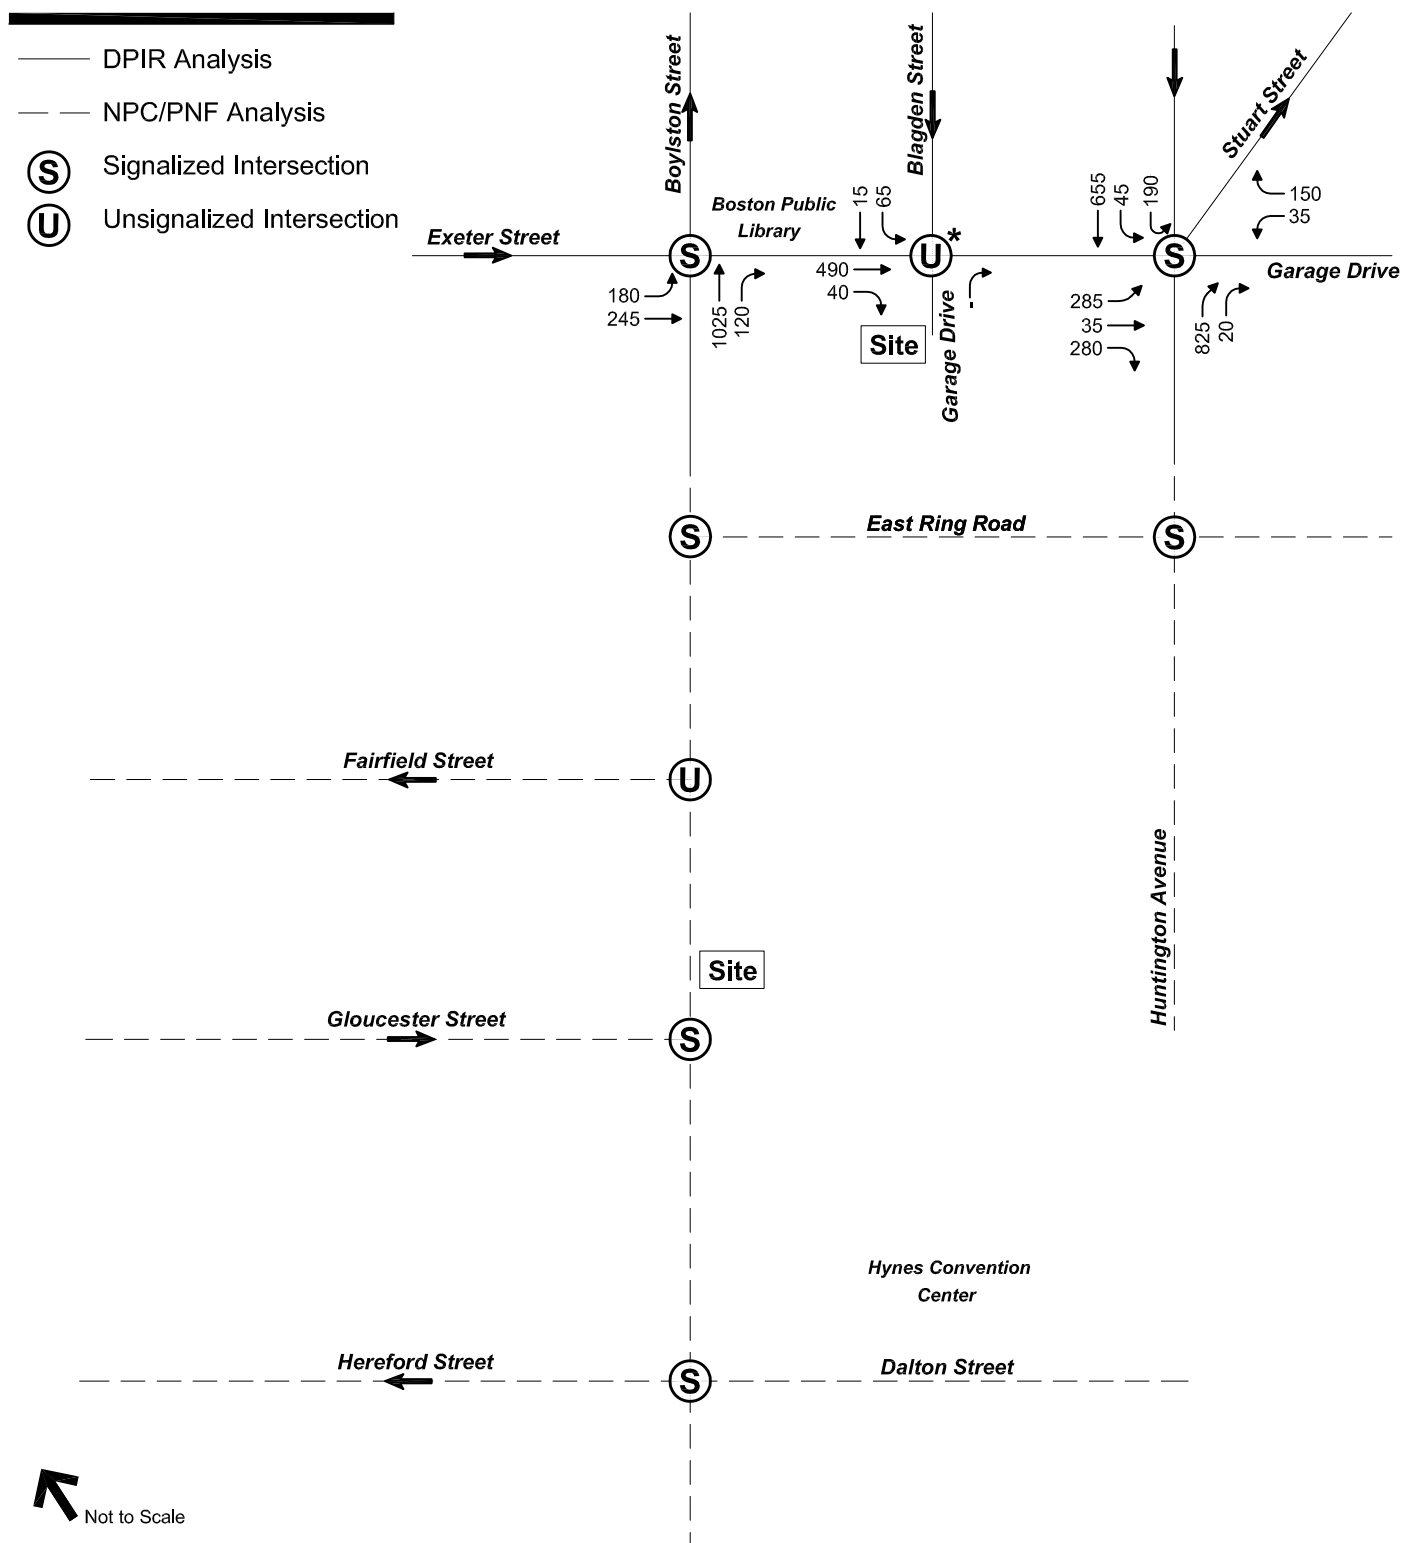 DPIR Analysis
NPC/PNF Analysis
S Signalized Intersection
U Unsignalized Intersection
Boylston Street
Blagden Street
Stuart Street
Boston Public
Library
15
65
655
45
190
150
35
Exeter Street
S
U*
S
Garage Drive
180
245
1025
120
490
40
Site
Garage Drive
285
35
280
825
20
S
East Ring Road
S
Fairfield Street
U
Huntington Avenue
Site
Gloucester Street
S
Hynes Convention
Center
Hereford Street
S
Dalton Street
Not to Scale